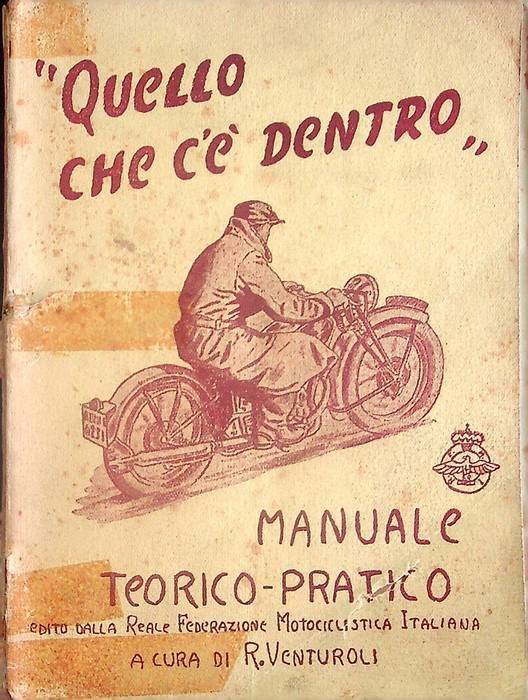 "QUELLO
CHE C'È DENTRO„
MANUALE
TEORICO-PRATICO
EDITO DALLA REALE FEDERAZIONE MOTOCICLISTICA ITALIANA
A CURA DI R. VENTUROLI